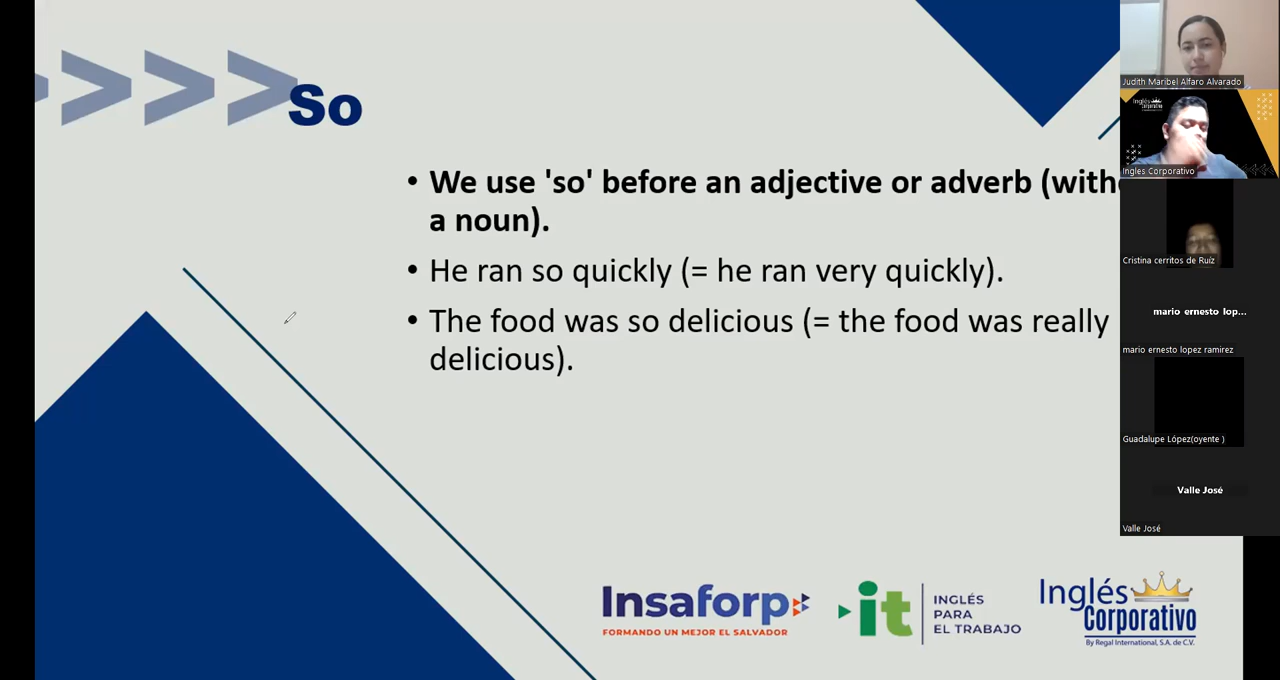 So
• We use 'so' before an adjective or adverb (with
a noun).
• He ran so quickly (= he ran very quickly).
• The food was so delicious (= the food was really
delicious).
Insaforp
FORMANDO UN MEJOR EL SALVADOR
it
INGLÉS
PARA
EL TRABAJO
Inglés
Corporativo
By Regal International, S.A. de C.V.
Judith Maribel Alfaro Alvarado
Ingles Corporativo
Cristina cerritos de Ruíz
mario ernesto lop...
mario ernesto lopez ramirez
Guadalupe López(oyente )
Valle José
Valle José